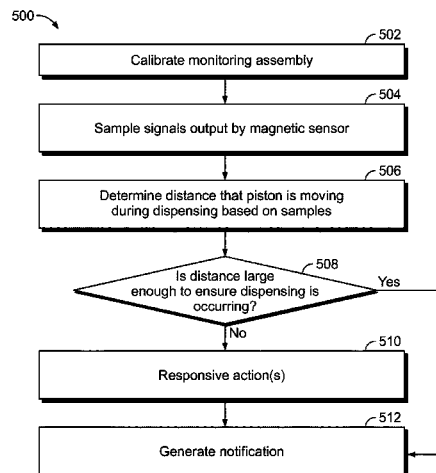 500
502
Calibrate monitoring assembly
504
Sample signals output by magnetic sensor
506
Determine distance that piston is moving
during dispensing based on samples
508
Is distance large
enough to ensure dispensing is
occurring?
Yes
No
510
Responsive action(s)
512
Generate notification